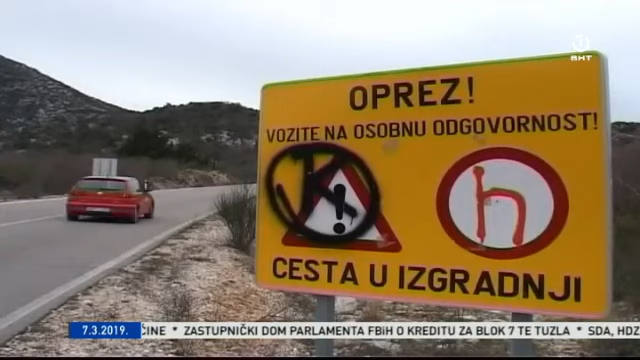 BHT
OPREZ!
VOZITE NA OSOBNU ODGOVORNOST!
!
h
CESTA U IZGRADNJI
7.3.2019. ČINE * ZASTUPNIČKI DOM PARLAMENTA FBiH O KREDITU ZA BLOK 7 TE TUZLA * SDA, HDZ